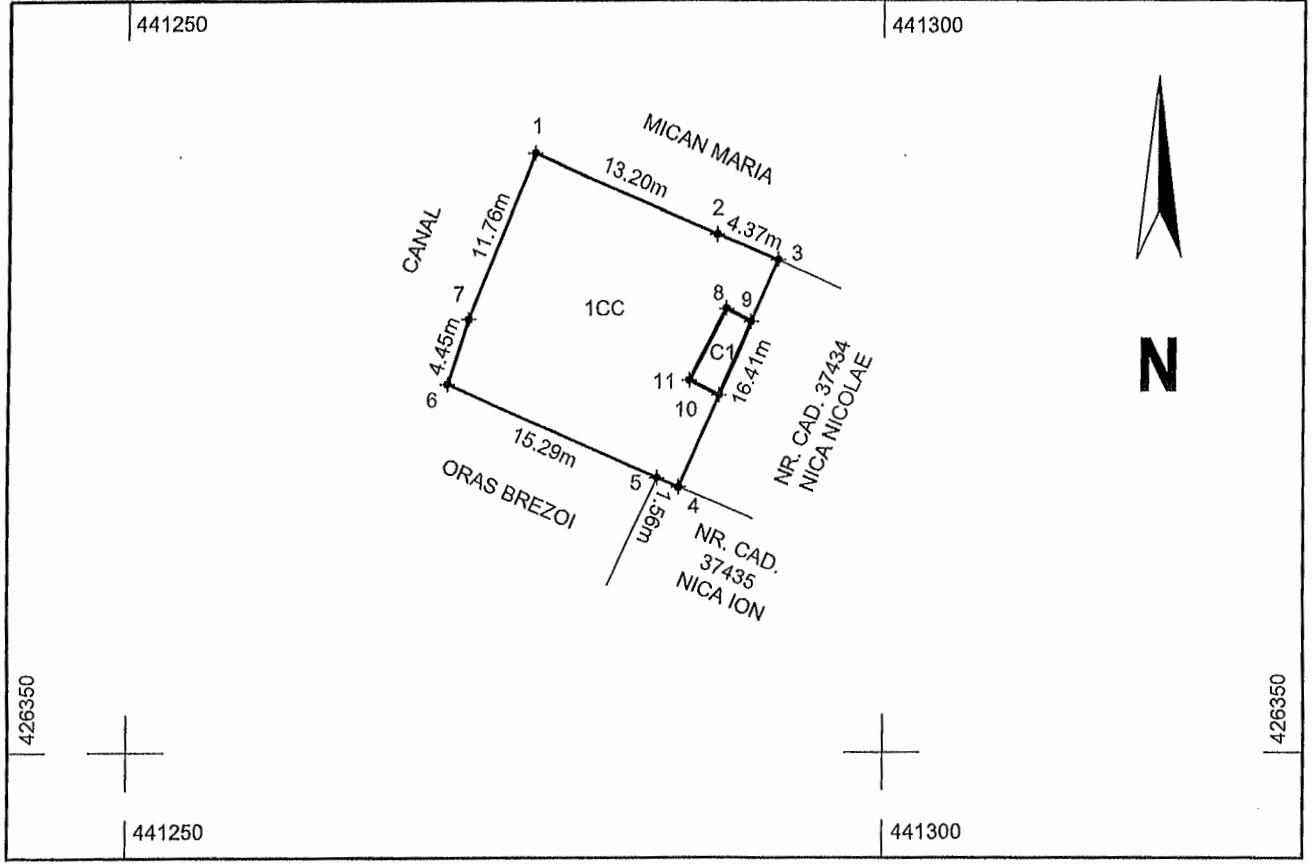 441250
441300
1
MICAN MARIA
13.20m
2
4.37m
3
CANAL
11.76m
7
1CC
8
9
C1
16.41m
4.45m
11
10
6
NR. CAD. 37434
NICA NICOLAE
N
15.29m
ORAS BREZOI
5
1.56m
4
NR. CAD.
37435
NICA ION
426350
426350
441250
441300